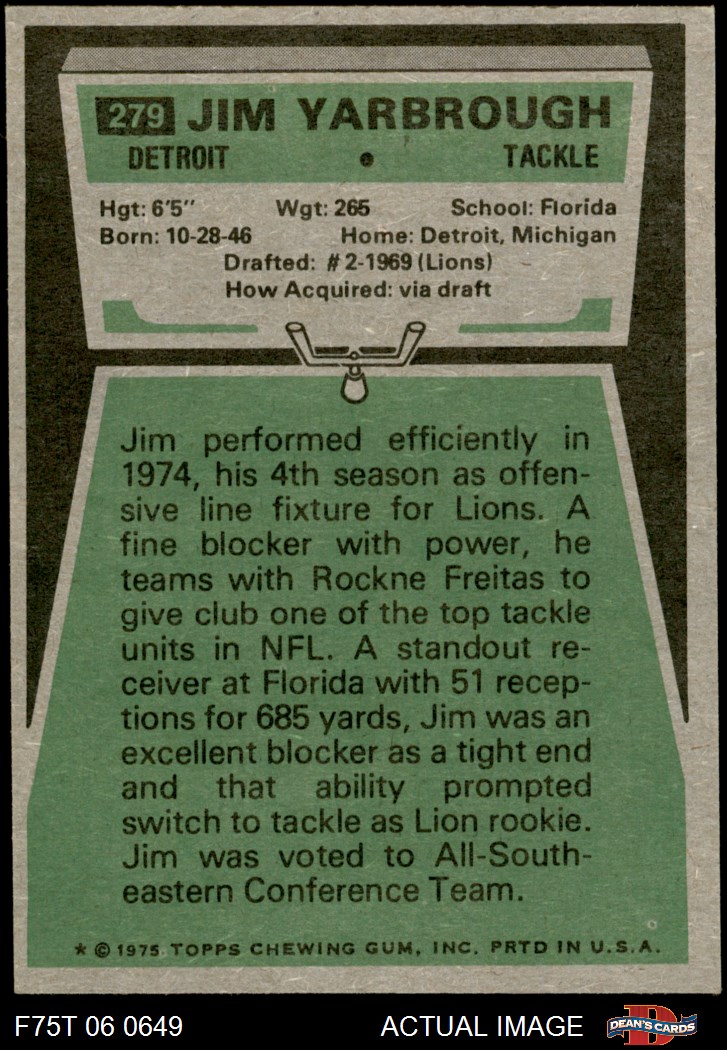 279 JIM YARBROUGH
DETROIT • TACKLE
Hgt: 6'5" Wgt: 265 School: Florida
Born: 10-28-46 Home: Detroit, Michigan
Drafted: #2-1969 (Lions)
How Acquired: via draft
Jim performed efficiently in
1974, his 4th season as offen-
sive line fixture for Lions. A
fine blocker with power, he
teams with Rockne Freitas to
give club one of the top tackle
units in NFL. A standout re-
ceiver at Florida with 51 recep-
tions for 685 yards, Jim was an
excellent blocker as a tight end
and that ability prompted
switch to tackle as Lion rookie.
Jim was voted to All-South-
eastern Conference Team.
* © 1975 TOPPS CHEWING GUM, INC. PRTD IN U.S.A.
F75T 06 0649 ACTUAL IMAGE D DEAN'S CARDS